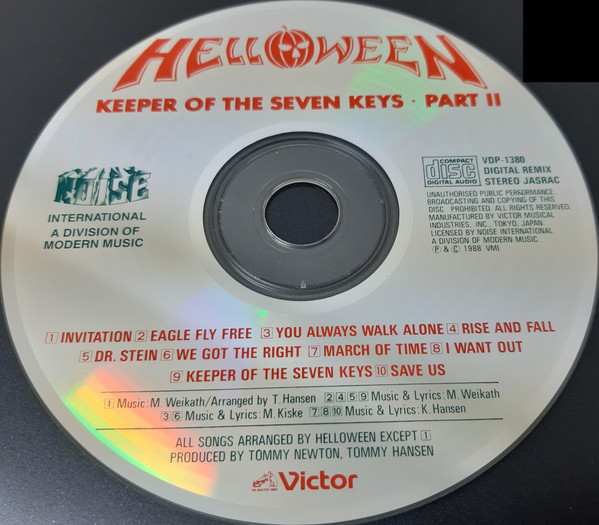 HELLOWEEN
KEEPER OF THE SEVEN KEYS · PART II
NOISE
INTERNATIONAL
A DIVISION OF
MODERN MUSIC
COMPACT
disc
DIGITAL AUDIO
VDP-1380
DIGITAL REMIX
STEREO JASRAC
UNAUTHORISED PUBLIC PERFORMANCE,
BROADCASTING AND COPYING OF THIS
DISC PROHIBITED. ALL RIGHTS RESERVED.
MANUFACTURED BY VICTOR MUSICAL
INDUSTRIES, INC., TOKYO, JAPAN
LICENSED BY NOISE INTERNATIONAL
A DIVISION OF MODERN MUSIC.
Ⓟ & Ⓒ 1988 VMI.
1 INVITATION 2 EAGLE FLY FREE 3 YOU ALWAYS WALK ALONE 4 RISE AND FALL
5 DR. STEIN 6 WE GOT THE RIGHT 7 MARCH OF TIME 8 I WANT OUT
9 KEEPER OF THE SEVEN KEYS 10 SAVE US
1 Music: M. Weikath/Arranged by T. Hansen 2 4 5 9 Music & Lyrics: M. Weikath
3 6 Music & Lyrics: M. Kiske 7 8 10 Music & Lyrics: K. Hansen
ALL SONGS ARRANGED BY HELLOWEEN EXCEPT 1
PRODUCED BY TOMMY NEWTON, TOMMY HANSEN
Victor